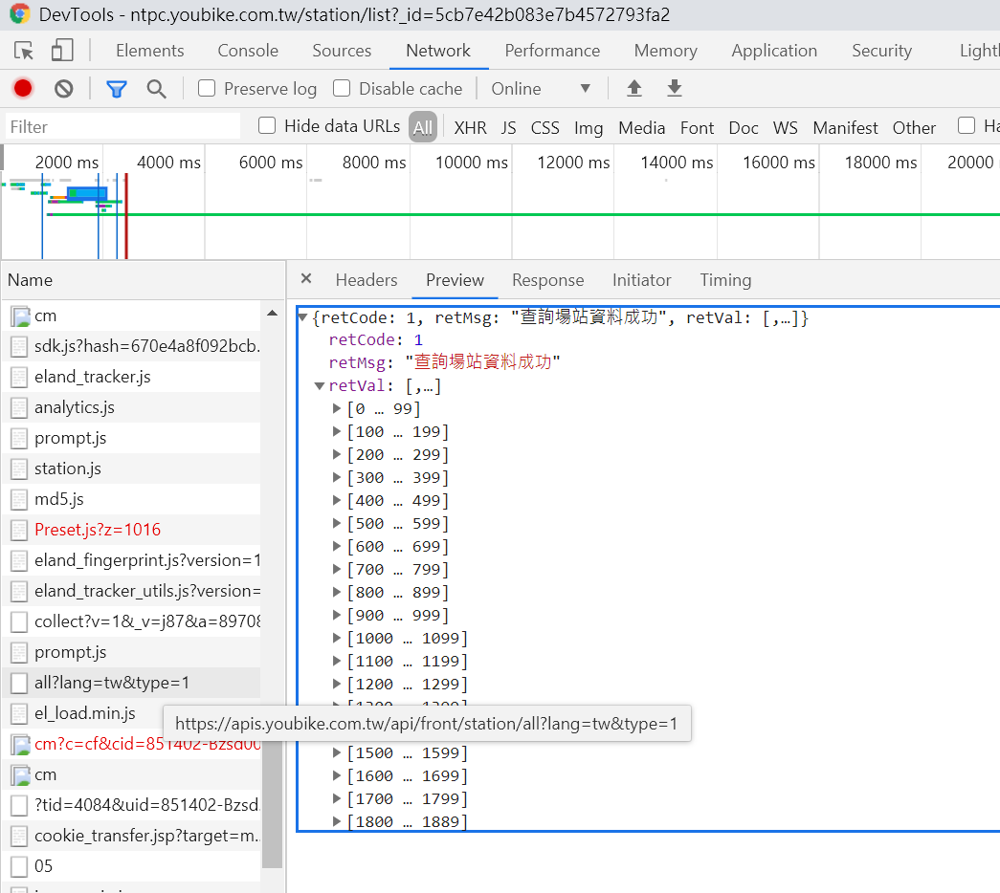 DevTools - ntpc.youbike.com.tw/station/list?_id=5cb7e42b083e7b4572793fa2
Elements Console Sources Network Performance Memory Application Security Light
Preserve log Disable cache Online
Filter Hide data URLs All XHR JS CSS Img Media Font Doc WS Manifest Other Ha
2000 ms 4000 ms 6000 ms 8000 ms 10000 ms 12000 ms 14000 ms 16000 ms 18000 ms 20000
Name
× Headers Preview Response Initiator Timing
cm
sdk.js?hash=670e4a8f092bcb.
eland_tracker.js
analytics.js
prompt.js
station.js
md5.js
Preset.js?z=1016
eland_fingerprint.js?version=1
eland_tracker_utils.js?version=
collect?v=1&_v=j87&a=89708
prompt.js
all?lang=tw&type=1
el_load.min.js
cm?c=cf&cid=851402-Bzsd00
cm
?tid=4084&uid=851402-Bzsd.
cookie_transfer.jsp?target=m..
05
{retCode: 1, retMsg: "查詢場站資料成功", retVal: [,…]}
retCode: 1
retMsg: "查詢場站資料成功"
retVal: [,…]
[0 … 99]
[100 … 199]
[200 … 299]
[300 … 399]
[400 … 499]
[500 … 599]
[600 … 699]
[700 … 799]
[800 … 899]
[900 … 999]
[1000 … 1099]
[1100 … 1199]
[1200 … 1299]
https://apis.youbike.com.tw/api/front/station/all?lang=tw&type=1
[1500 … 1599]
[1600 … 1699]
[1700 … 1799]
[1800 … 1889]